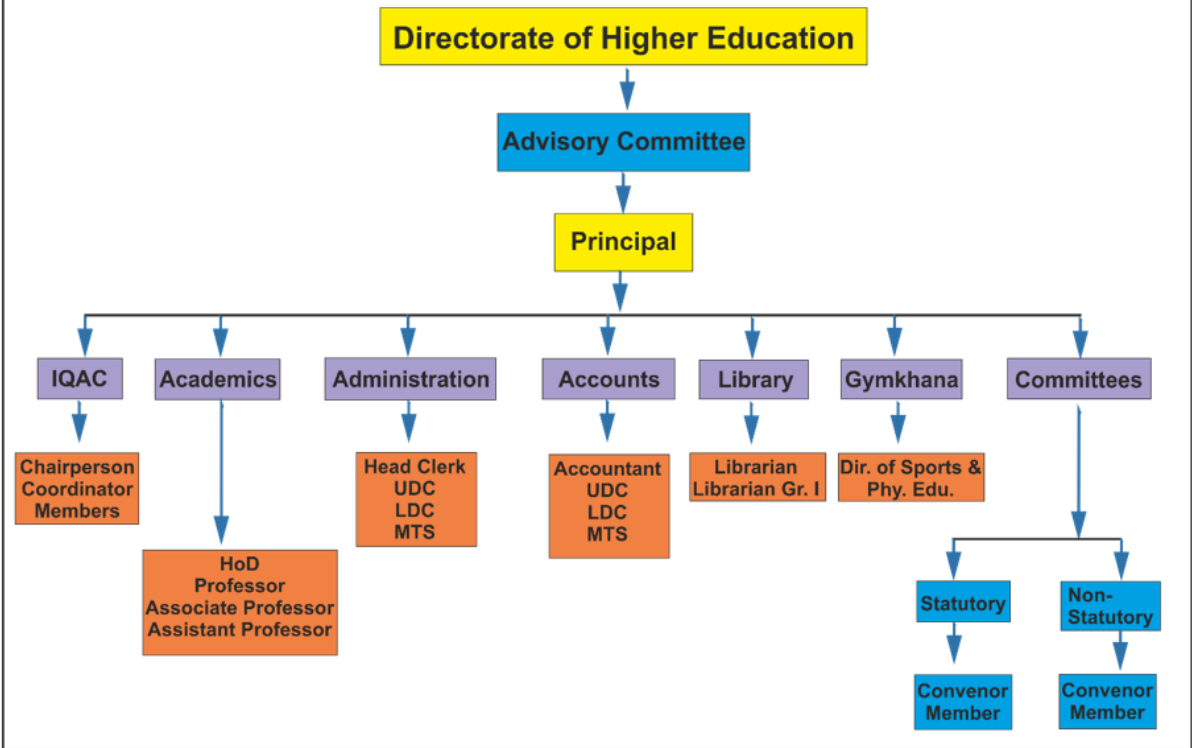 Directorate of Higher Education
Advisory Committee
Principal
IQAC
Academics
Administration
Accounts
Library
Gymkhana
Committees
Chairperson
Coordinator
Members
HoD
Professor
Associate Professor
Assistant Professor
Head Clerk
UDC
LDC
MTS
Accountant
UDC
LDC
MTS
Librarian
Librarian Gr. I
Dir. of Sports &
Phy. Edu.
Statutory
Non-
Statutory
Convenor
Member
Convenor
Member